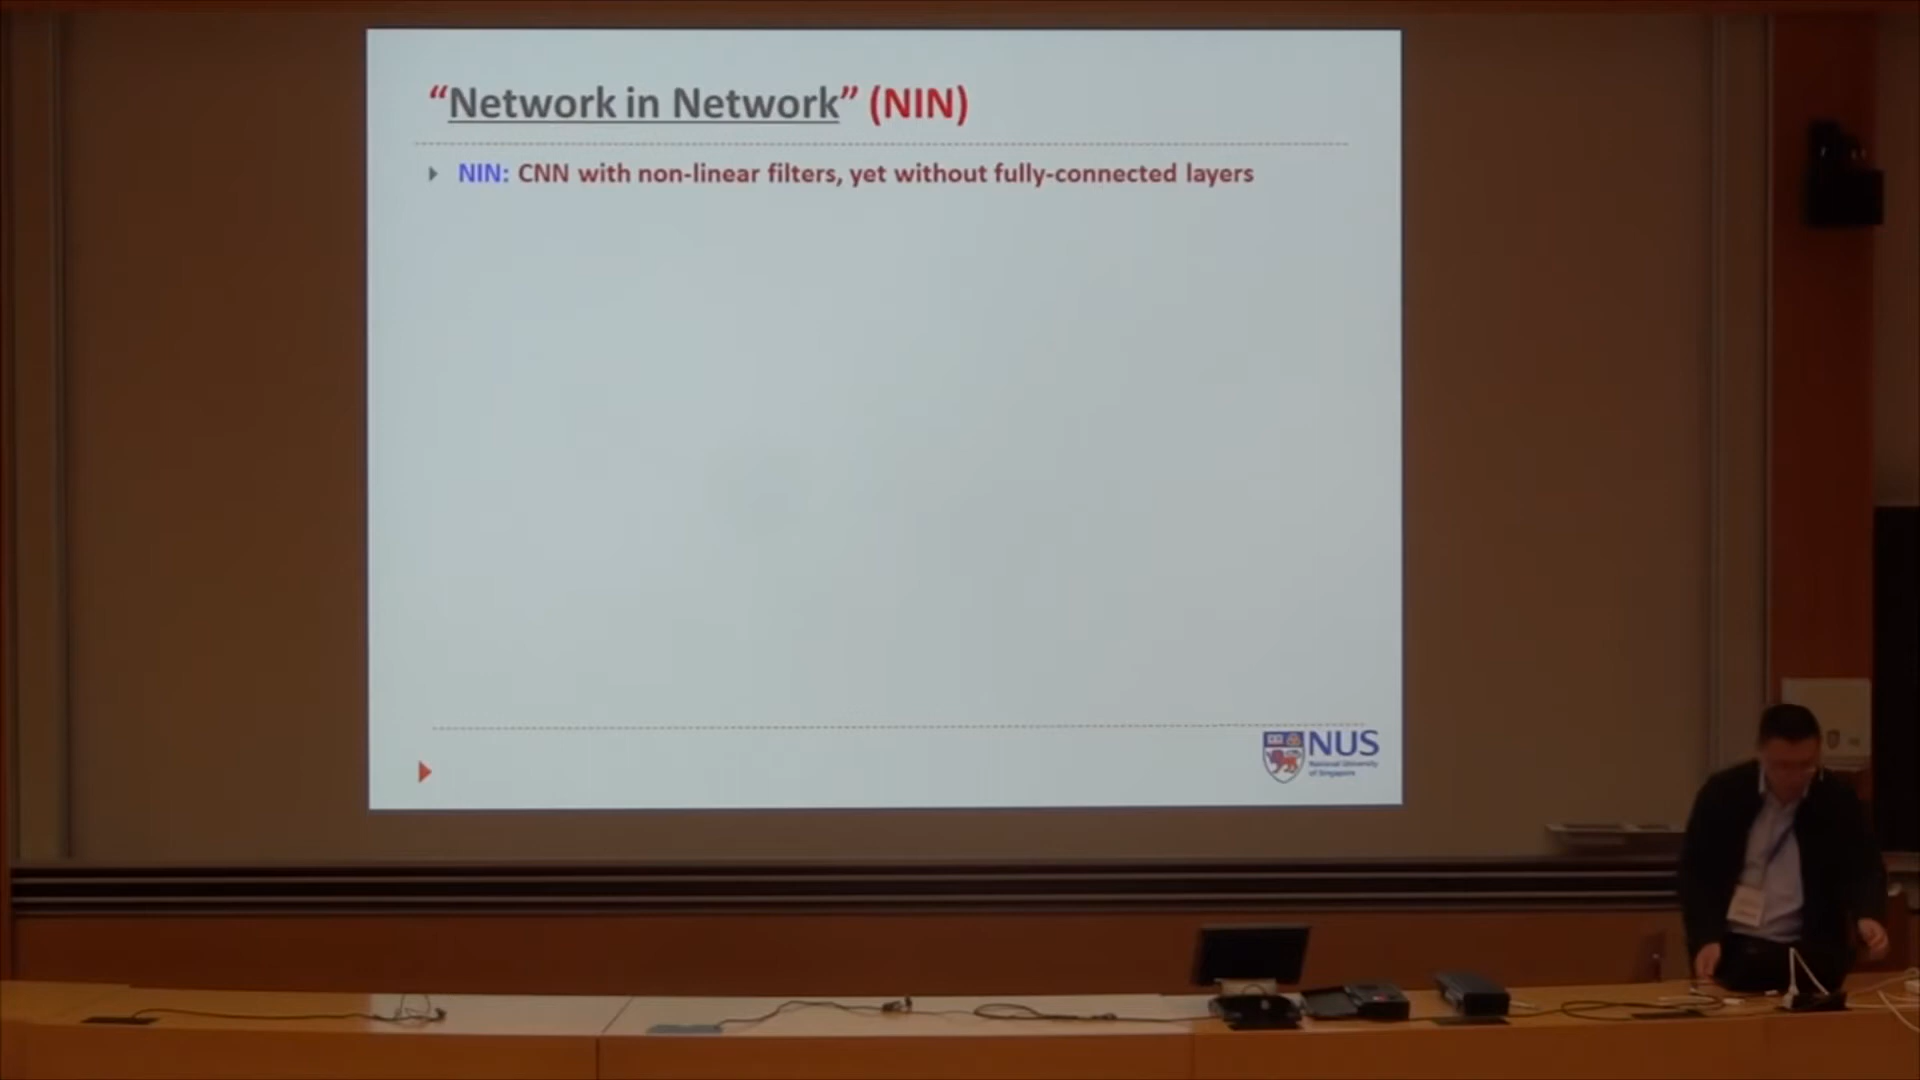 “Network in Network” (NIN)
NIN: CNN with non-linear filters, yet without fully-connected layers
NUS
National University
of Singapore